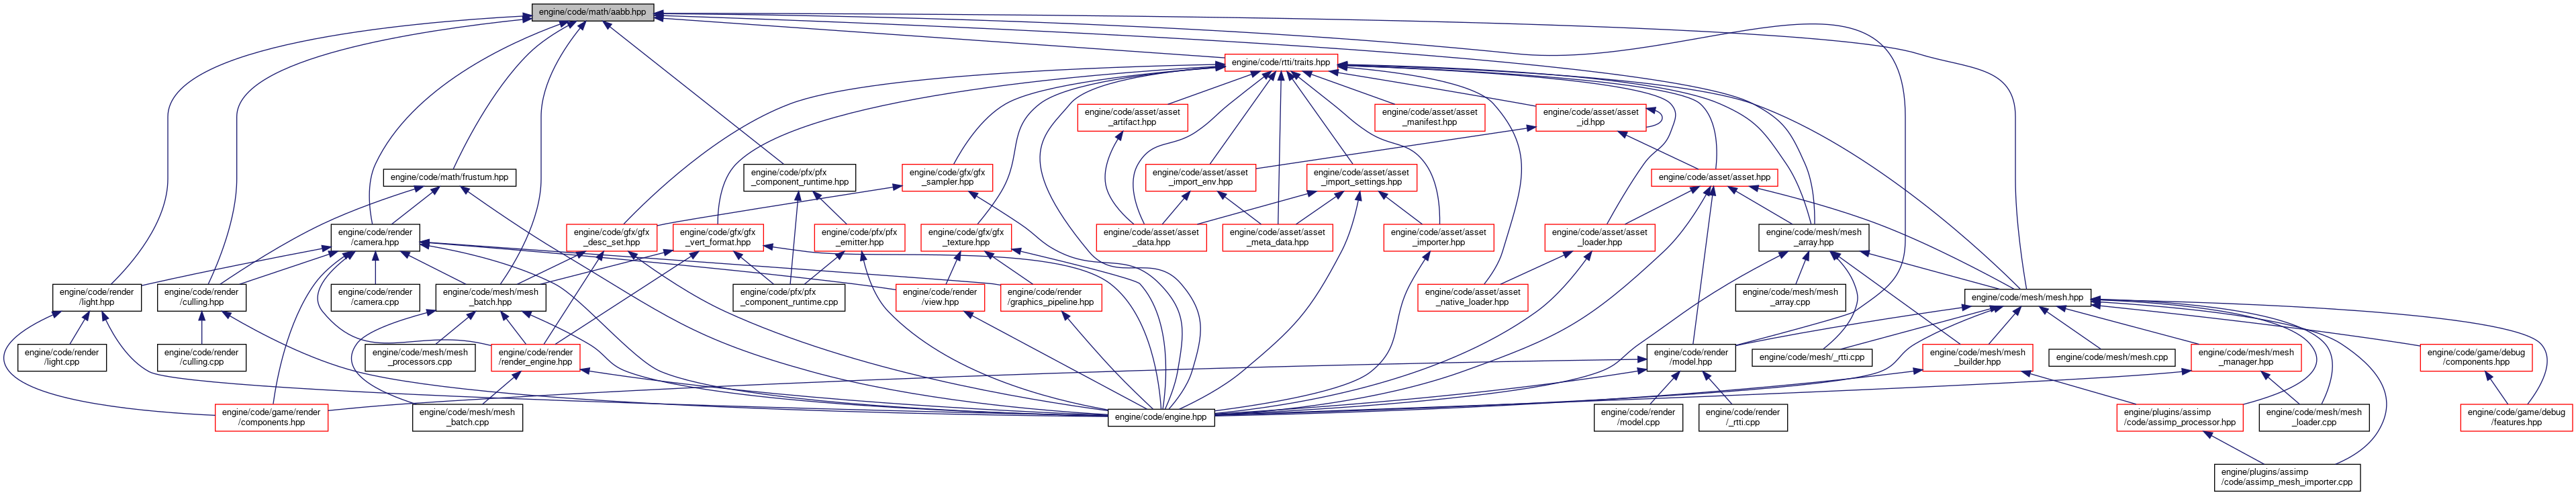 engine/code/math/aabb.hpp
engine/code/rtti/traits.hpp
engine/code/asset/asset
_artifact.hpp
engine/code/asset/asset
_manifest.hpp
engine/code/asset/asset
_id.hpp
engine/code/math/frustum.hpp
engine/code/pfx/pfx
_component_runtime.hpp
engine/code/gfx/gfx
_sampler.hpp
engine/code/asset/asset
_import_env.hpp
engine/code/asset/asset
_import_settings.hpp
engine/code/asset/asset.hpp
engine/code/render
/camera.hpp
engine/code/gfx/gfx
_desc_set.hpp
engine/code/gfx/gfx
_vert_format.hpp
engine/code/pfx/pfx
_emitter.hpp
engine/code/gfx/gfx
_texture.hpp
engine/code/asset/asset
_data.hpp
engine/code/asset/asset
_meta_data.hpp
engine/code/asset/asset
_importer.hpp
engine/code/asset/asset
_loader.hpp
engine/code/mesh/mesh
_array.hpp
engine/code/render
/light.hpp
engine/code/render
/culling.hpp
engine/code/render
/camera.cpp
engine/code/mesh/mesh
_batch.hpp
engine/code/pfx/pfx
_component_runtime.cpp
engine/code/render
/view.hpp
engine/code/render
/graphics_pipeline.hpp
engine/code/asset/asset
_native_loader.hpp
engine/code/mesh/mesh
_array.cpp
engine/code/mesh/mesh.hpp
engine/code/render
/light.cpp
engine/code/render
/culling.cpp
engine/code/mesh/mesh
_processors.cpp
engine/code/render
/render_engine.hpp
engine/code/render
/model.hpp
engine/code/mesh/_rtti.cpp
engine/code/mesh/mesh
_builder.hpp
engine/code/mesh/mesh.cpp
engine/code/mesh/mesh
_manager.hpp
engine/code/game/debug
/components.hpp
engine/code/game/render
/components.hpp
engine/code/mesh/mesh
_batch.cpp
engine/code/engine.hpp
engine/code/render
/model.cpp
engine/code/render
/_rtti.cpp
engine/plugins/assimp
/code/assimp_processor.hpp
engine/code/mesh/mesh
_loader.cpp
engine/code/game/debug
/features.hpp
engine/plugins/assimp
/code/assimp_mesh_importer.cpp